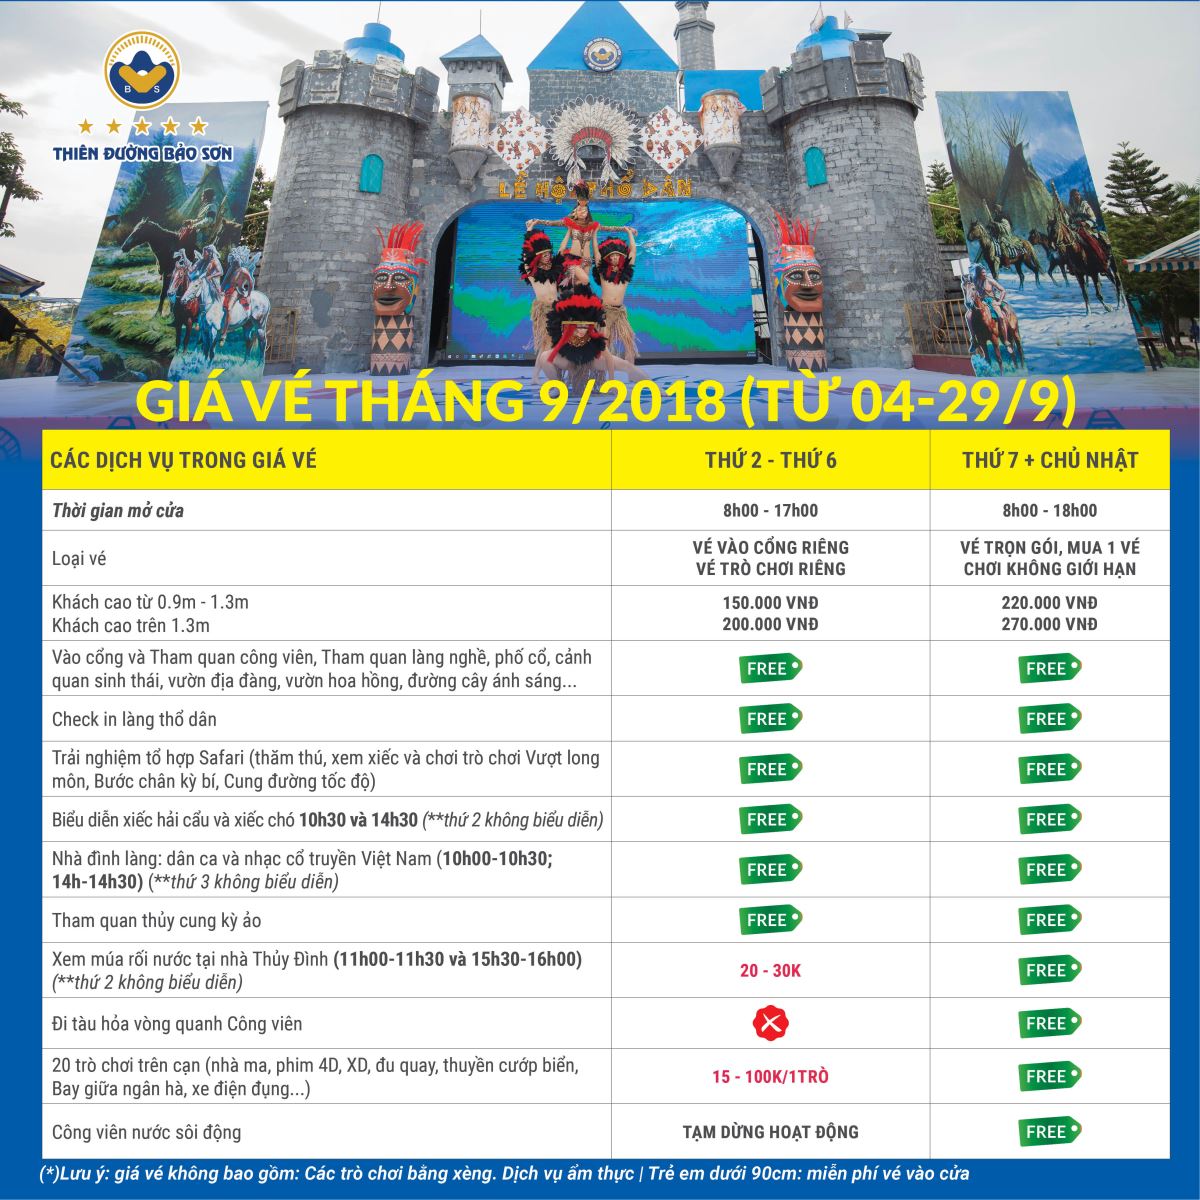 B S
THIÊN ĐƯỜNG BẢO SƠN
LỄ HỘI THỔ DÂN
GIÁ VÉ THÁNG 9/2018 (TỪ 04-29/9)
CÁC DỊCH VỤ TRONG GIÁ VÉ THỨ 2 - THỨ 6 THỨ 7 + CHỦ NHẬT
Thời gian mở cửa 8h00 - 17h00 8h00 - 18h00
Loại vé
VÉ VÀO CỔNG RIÊNG
VÉ TRÒ CHƠI RIÊNG
VÉ TRỌN GÓI, MUA 1 VÉ
CHƠI KHÔNG GIỚI HẠN
Khách cao từ 0.9m - 1.3m 150.000 VNĐ 220.000 VNĐ
Khách cao trên 1.3m 200.000 VNĐ 270.000 VNĐ
Vào cổng và Tham quan công viên, Tham quan làng nghề, phố cổ, cảnh
quan sinh thái, vườn địa đàng, vườn hoa hồng, đường cây ánh sáng...
FREE FREE
Check in làng thổ dân FREE FREE
Trải nghiệm tổ hợp Safari (thăm thú, xem xiếc và chơi trò chơi Vượt long
môn, Bước chân kỳ bí, Cung đường tốc độ)
FREE FREE
Biểu diễn xiếc hải cẩu và xiếc chó 10h30 và 14h30 (**thứ 2 không biểu diễn) FREE FREE
Nhà đình làng: dân ca và nhạc cổ truyền Việt Nam (10h00-10h30;
14h-14h30) (**thứ 3 không biểu diễn)
FREE FREE
Tham quan thủy cung kỳ ảo FREE FREE
Xem múa rối nước tại nhà Thủy Đình (11h00-11h30 và 15h30-16h00)
(**thứ 2 không biểu diễn)
20 - 30K FREE
Đi tàu hỏa vòng quanh Công viên FREE
20 trò chơi trên cạn (nhà ma, phim 4D, XD, đu quay, thuyền cướp biển,
Bay giữa ngân hà, xe điện đụng...)
15 - 100K/1TRÒ FREE
Công viên nước sôi động TẠM DỪNG HOẠT ĐỘNG FREE
(*)Lưu ý: giá vé không bao gồm: Các trò chơi bằng xèng. Dịch vụ ẩm thực | Trẻ em dưới 90cm: miễn phí vé vào cửa